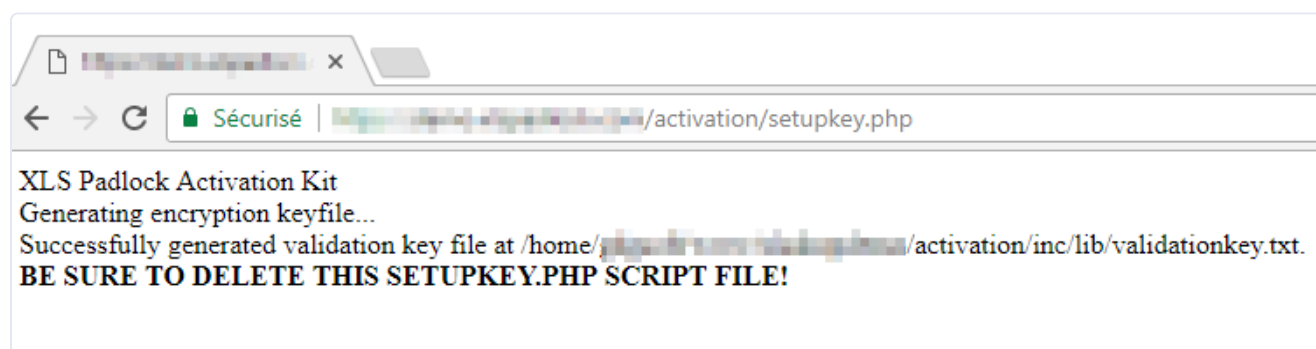 Sécurisé | /activation/setupkey.php
XLS Padlock Activation Kit
Generating encryption keyfile...
Successfully generated validation key file at /home/ /activation/inc/lib/validationkey.txt.
BE SURE TO DELETE THIS SETUPKEY.PHP SCRIPT FILE!